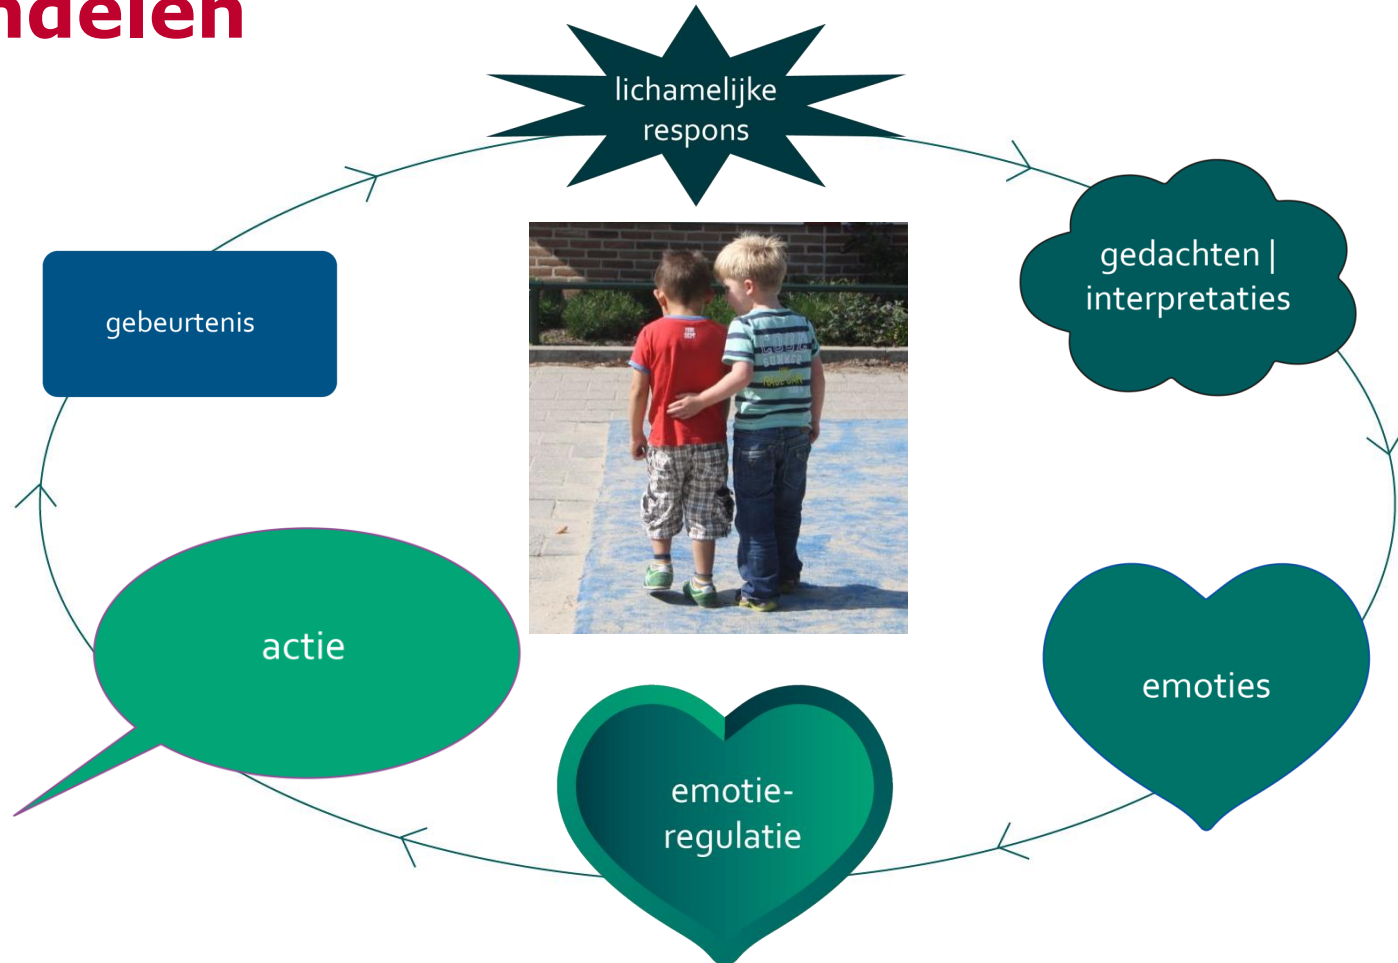 ndelen
lichamelijke
respons
gedachten |
interpretaties
gebeurtenis
actie
emoties
emotie-
regulatie